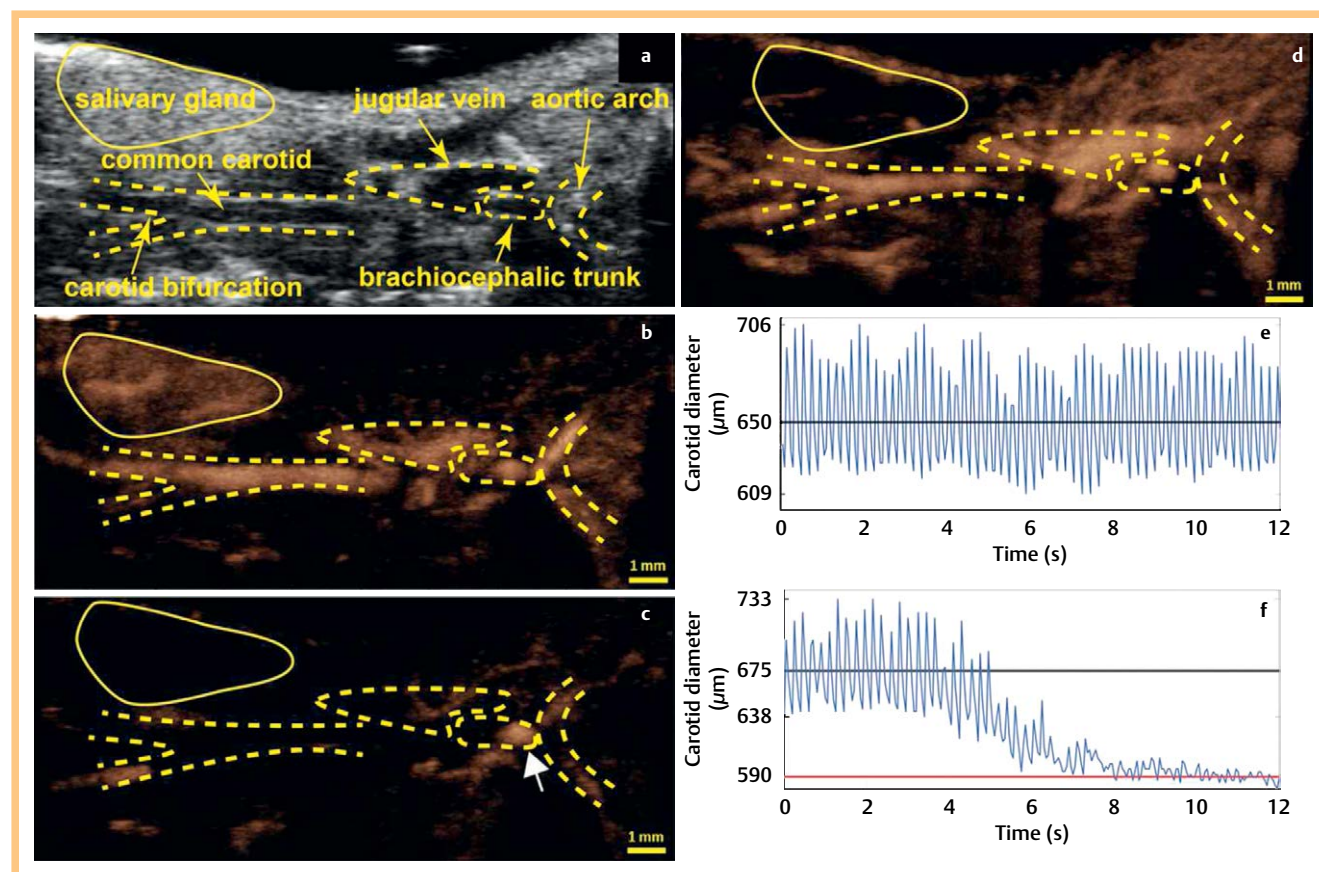 a
salivary gland
jugular vein
aortic arch
common carotid
brachiocephalic trunk
carotid bifurcation
b
1 mm
c
1 mm
d
1 mm
e
Carotid diameter
(µm)
706
650
609
0 2 4 6 8 10 12
Time (s)
f
Carotid diameter
(µm)
733
675
638
590
0 2 4 6 8 10 12
Time (s)